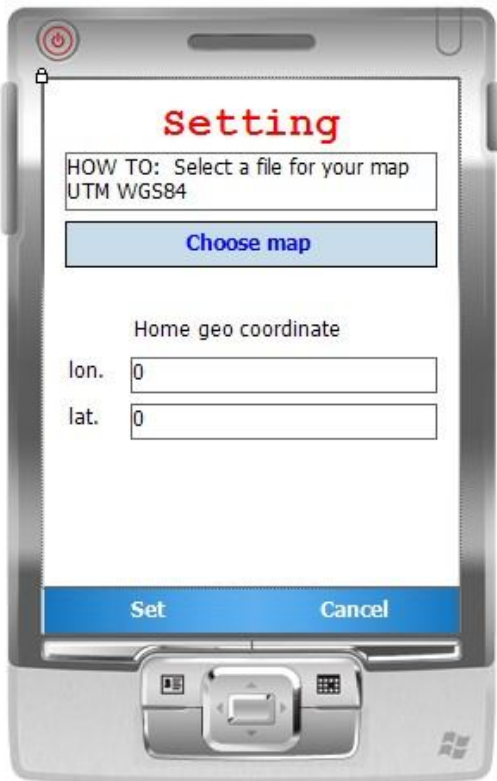 Setting
HOW TO:  Select a file for your map
UTM WGS84
Choose map
Home geo coordinate
lon.
0
lat.
0
Set
Cancel